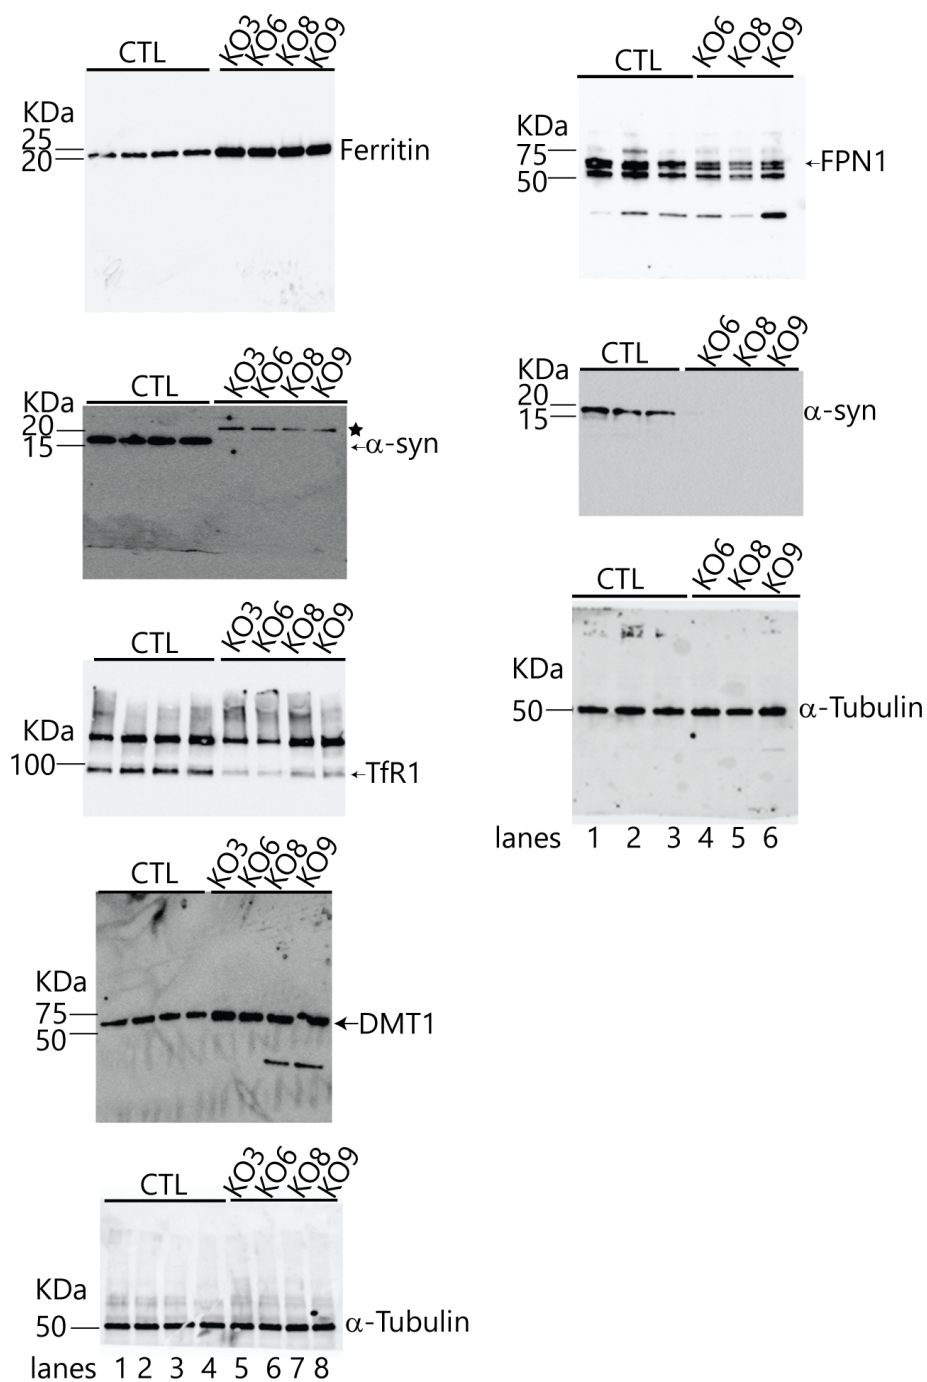 CTL KO3 KO6 KO8 KO9
KDa
25
20
Ferritin
CTL KO3 KO6 KO8 KO9
KDa
20
15
★
←α-syn
CTL KO3 KO6 KO8 KO9
KDa
100
←TfR1
CTL KO3 KO6 KO8 KO9
KDa
75
50
←DMT1
CTL KO3 KO6 KO8 KO9
KDa
50
α-Tubulin
lanes 1 2 3 4 5 6 7 8
CTL KO6 KO8 KO9
KDa
75
50
←FPN1
CTL KO6 KO8 KO9
KDa
20
15
α-syn
CTL KO6 KO8 KO9
KDa
50
α-Tubulin
lanes 1 2 3 4 5 6